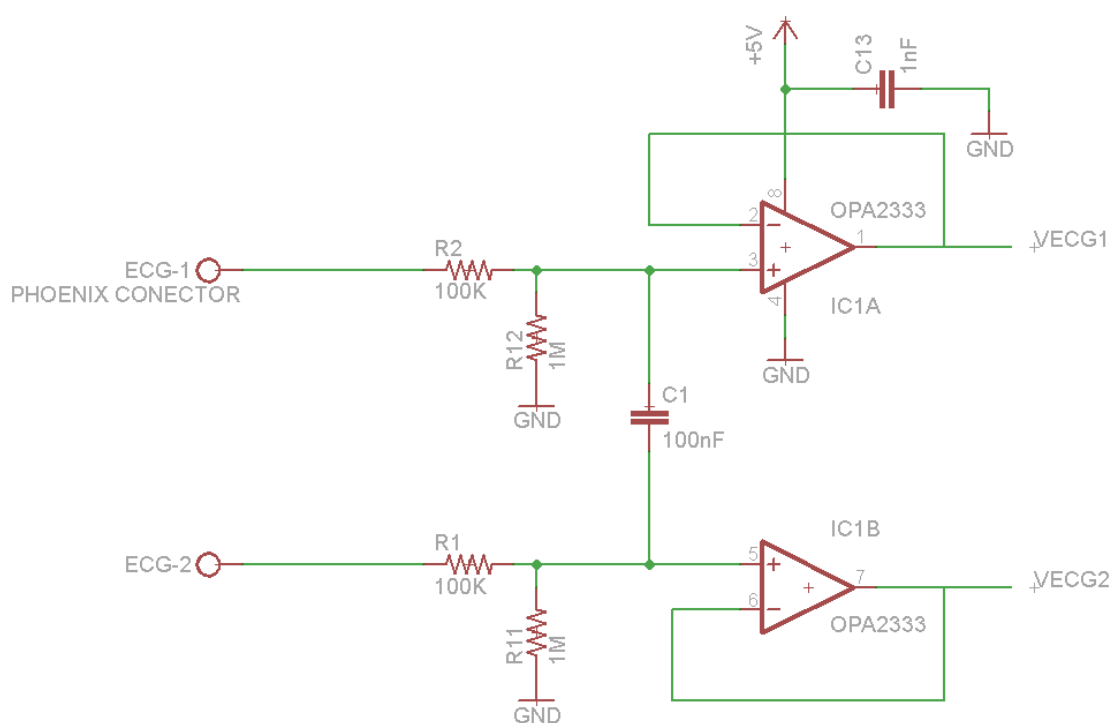 +5V
C13
1nF
GND
8
OPA2333
2
1
VECG1
R2
ECG-1
3
100K
PHOENIX CONECTOR
4
IC1A
R12
1M
GND
GND
C1
100nF
IC1B
R1
5
7
VECG2
ECG-2
100K
6
OPA2333
R11
1M
GND